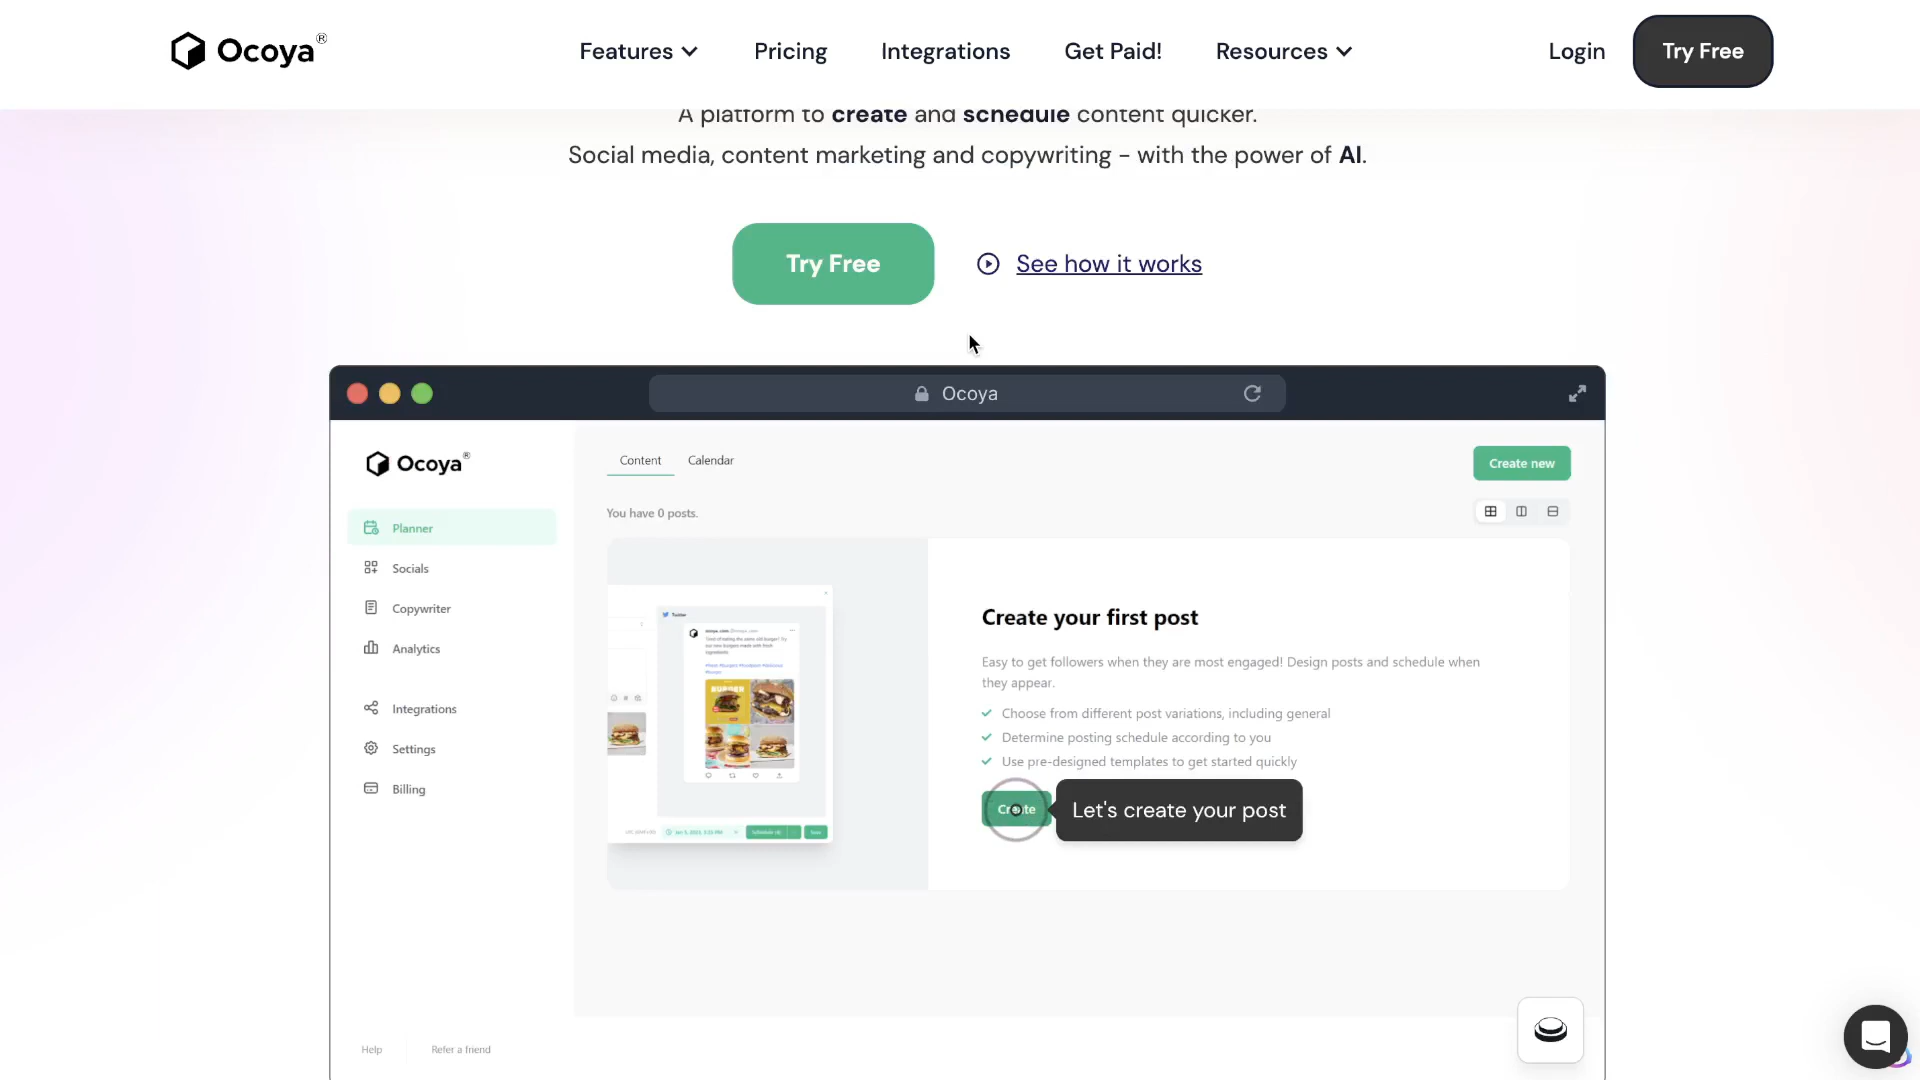 Ocoya®
Features
Pricing
Integrations
Get Paid!
Resources
Login
Try Free
A platform to create and schedule content quicker.
Social media, content marketing and copywriting - with the power of AI.
Try Free
See how it works
Ocoya
Ocoya®
Content
Calendar
Create new
You have 0 posts.
Planner
Socials
Copywriter
Analytics
Integrations
Settings
Billing
Help
Refer a friend
Twitter
BURGER
Create your first post
Easy to get followers when they are most engaged! Design posts and schedule when
they appear.
Choose from different post variations, including general
Determine posting schedule according to you
Use pre-designed templates to get started quickly
Create
Let's create your post